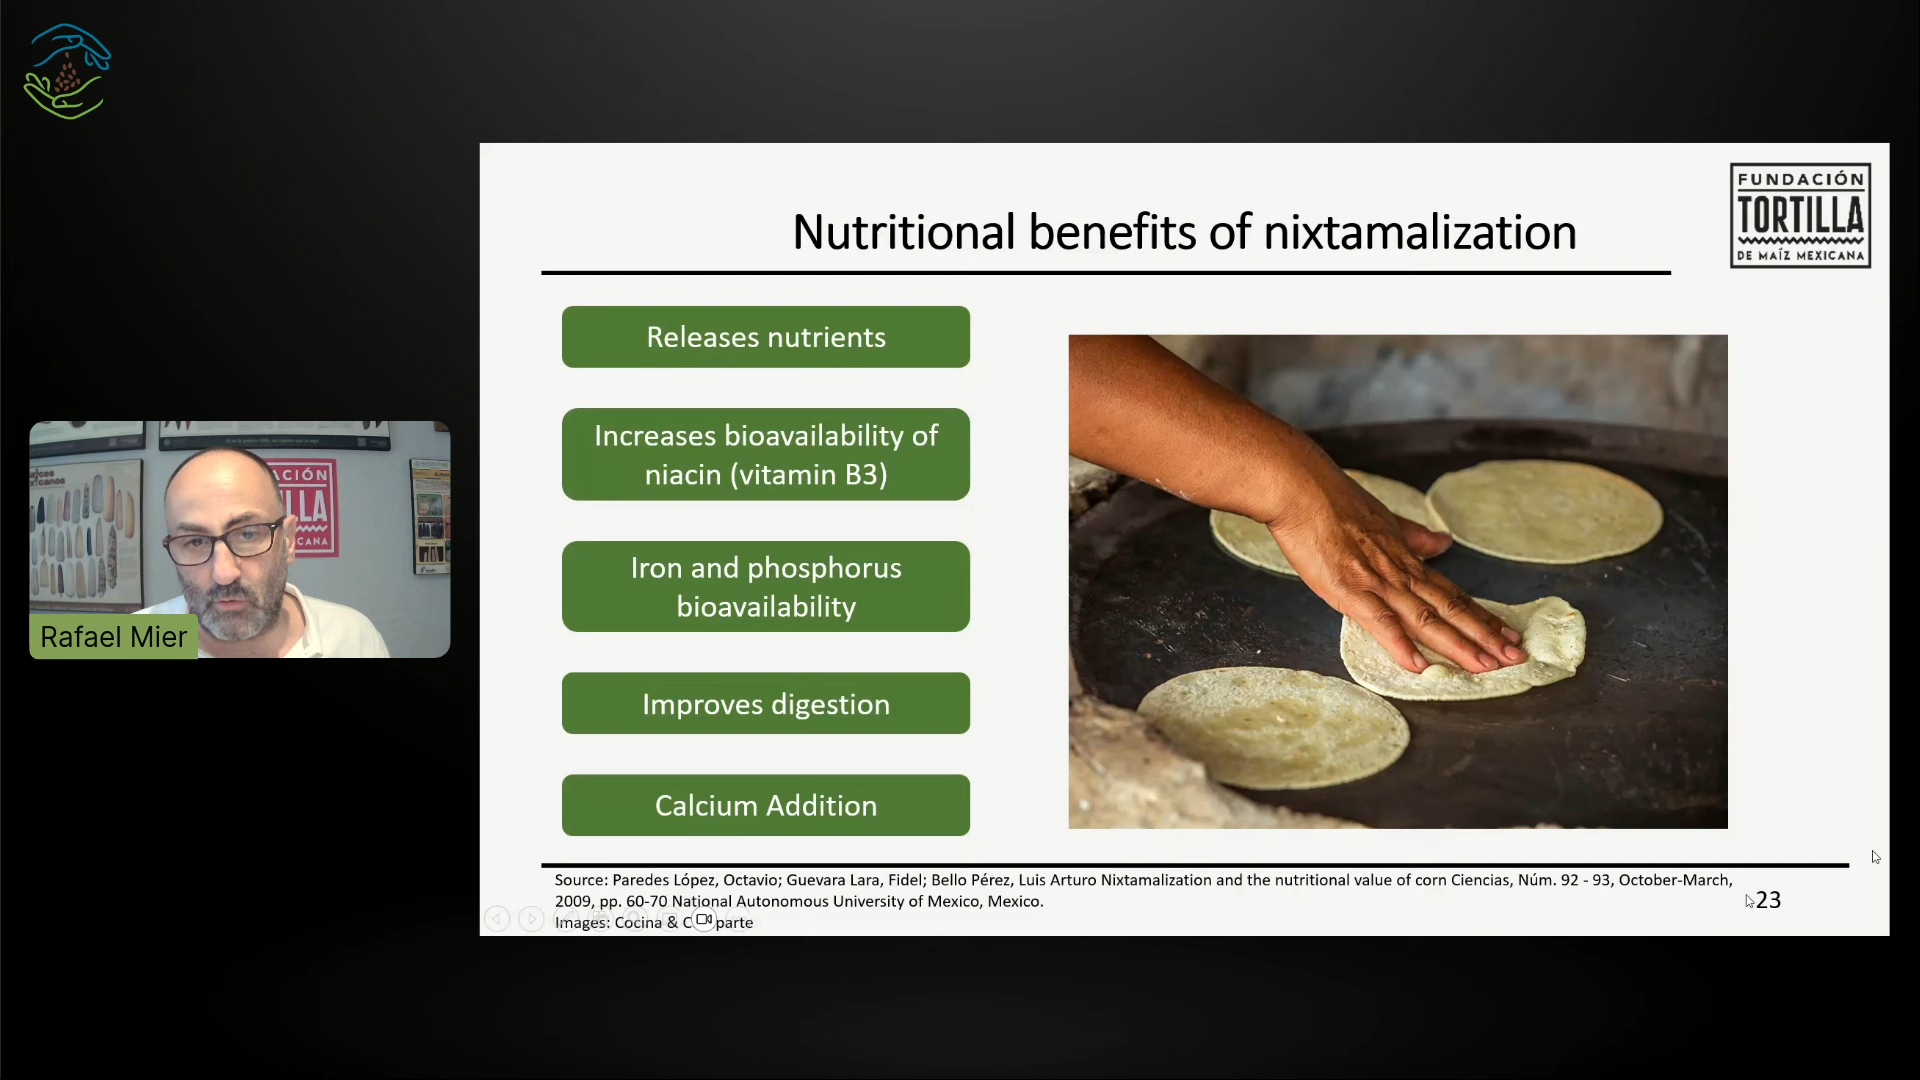 FUNDACIÓN
TORTILLA
DE MAÍZ MEXICANA
Nutritional benefits of nixtamalization
Releases nutrients
Increases bioavailability of
niacin (vitamin B3)
Iron and phosphorus
bioavailability
Improves digestion
Calcium Addition
Source: Paredes López, Octavio; Guevara Lara, Fidel; Bello Pérez, Luis Arturo Nixtamalization and the nutritional value of corn Ciencias, Núm. 92 - 93, October-March,
2009, pp. 60-70 National Autonomous University of Mexico, Mexico.
Images: Cocina &
23
Rafael Mier
ACIÓN
LLA
ICANA